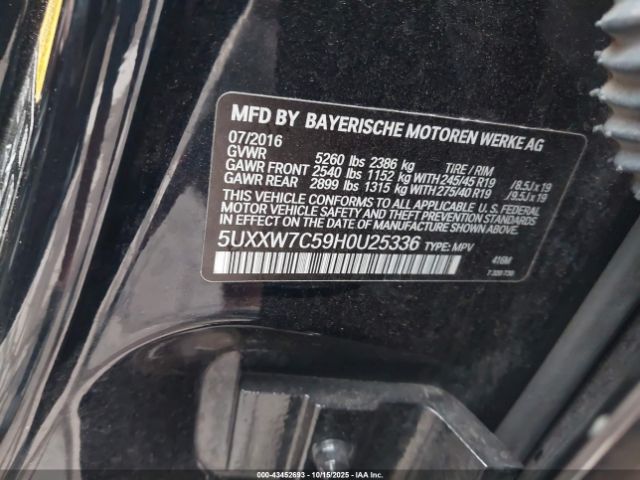 MFD BY BAYERISCHE MOTOREN WERKE AG
07/2016
GVWR 5260 lbs 2386 kg TIRE / RIM
GAWR FRONT 2540 lbs 1152 kg WITH 245/45 R19 /8.5J x 19
GAWR REAR 2899 lbs 1315 kg WITH 275/40 R19 /9.5J x 19
THIS VEHICLE CONFORMS TO ALL APPLICABLE U.S. FEDERAL
MOTOR VEHICLE SAFETY AND THEFT PREVENTION STANDARDS
IN EFFECT ON THE DATE OF MANUFACTURE SHOWN ABOVE.
5UXXW7C59H0U25336 TYPE: MPV
416M
7 320 730
000-43452693 - 10/15/2025 - IAA Inc.